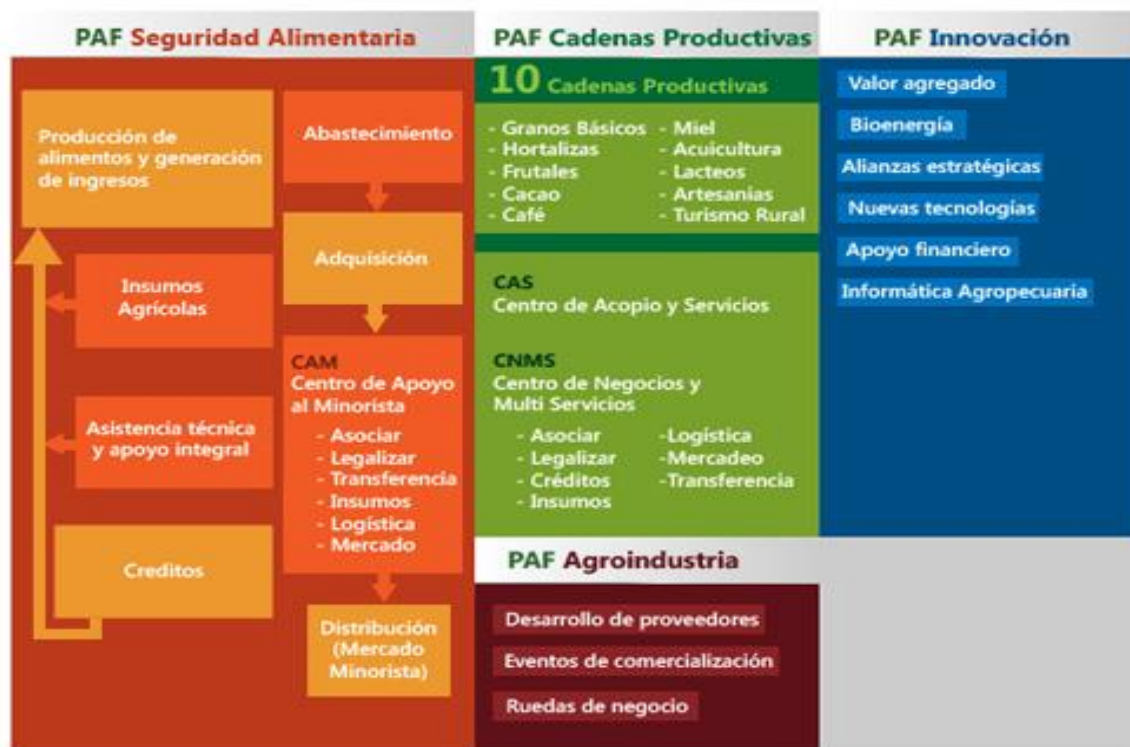 PAF Seguridad Alimentaria
Producción de
alimentos y generación
de ingresos
Insumos
Agrícolas
Asistencia técnica
y apoyo integral
Creditos
Abastecimiento
Adquisición
CAM
Centro de Apoyo
al Minorista
- Asociar
- Legalizar
- Transferencia
- Insumos
- Logística
- Mercado
Distribución
(Mercado
Minorista)
PAF Cadenas Productivas
10 Cadenas Productivas
- Granos Básicos
- Hortalizas
- Frutales
- Cacao
- Café
- Miel
- Acuicultura
- Lacteos
- Artesanias
- Turismo Rural
CAS
Centro de Acopio y Servicios
CNMS
Centro de Negocios y
Multi Servicios
- Asociar
- Legalizar
- Créditos
- Insumos
-Logística
-Mercadeo
-Transferencia
PAF Agroindustria
Desarrollo de proveedores
Eventos de comercialización
Ruedas de negocio
PAF Innovación
Valor agregado
Bioenergía
Alianzas estratégicas
Nuevas tecnologías
Apoyo financiero
Informática Agropecuaria